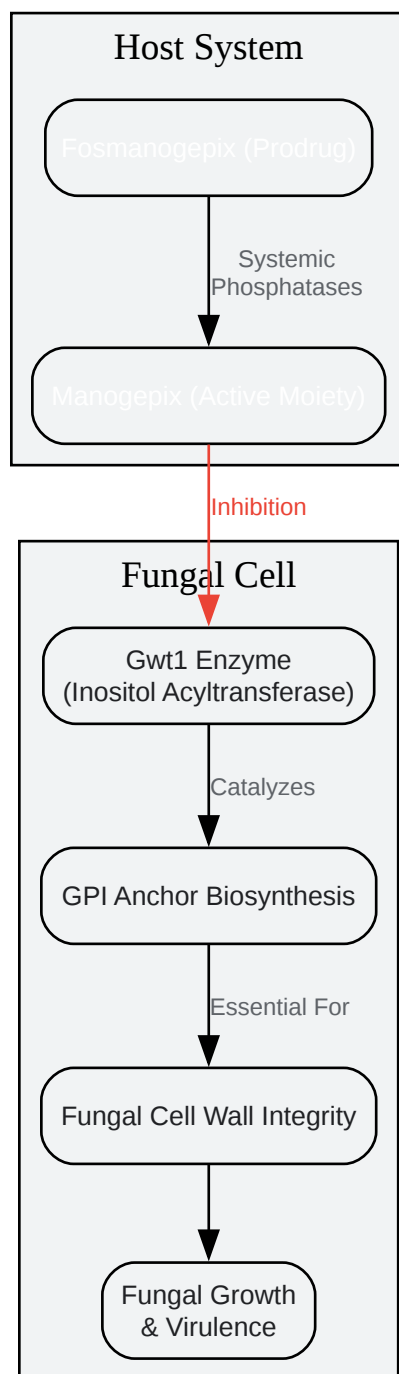 Host System
Fosmanogepix (Prodrug)
Systemic
Phosphatases
Manogepix (Active Moiety)
Inhibition
Fungal Cell
Gwt1 Enzyme
(Inositol Acyltransferase)
Catalyzes
GPI Anchor Biosynthesis
Essential For
Fungal Cell Wall Integrity
Fungal Growth
& Virulence